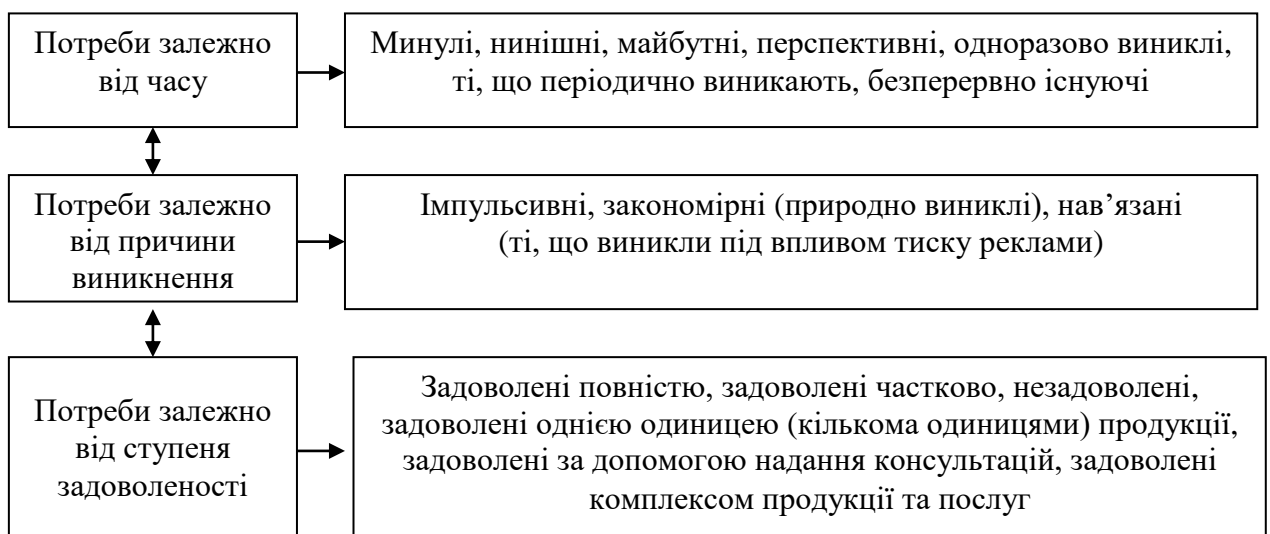 Потреби залежно
від часу
Минулі, нинішні, майбутні, перспективні, одноразово виниклі,
ті, що періодично виникають, безперервно існуючі
Потреби залежно
від причини
виникнення
Імпульсивні, закономірні (природно виниклі), нав’язані
(ті, що виникли під впливом тиску реклами)
Потреби залежно
від ступеня
задоволеності
Задоволені повністю, задоволені частково, незадоволені,
задоволені однією одиницею (кількома одиницями) продукції,
задоволені за допомогою надання консультацій, задоволені
комплексом продукції та послуг